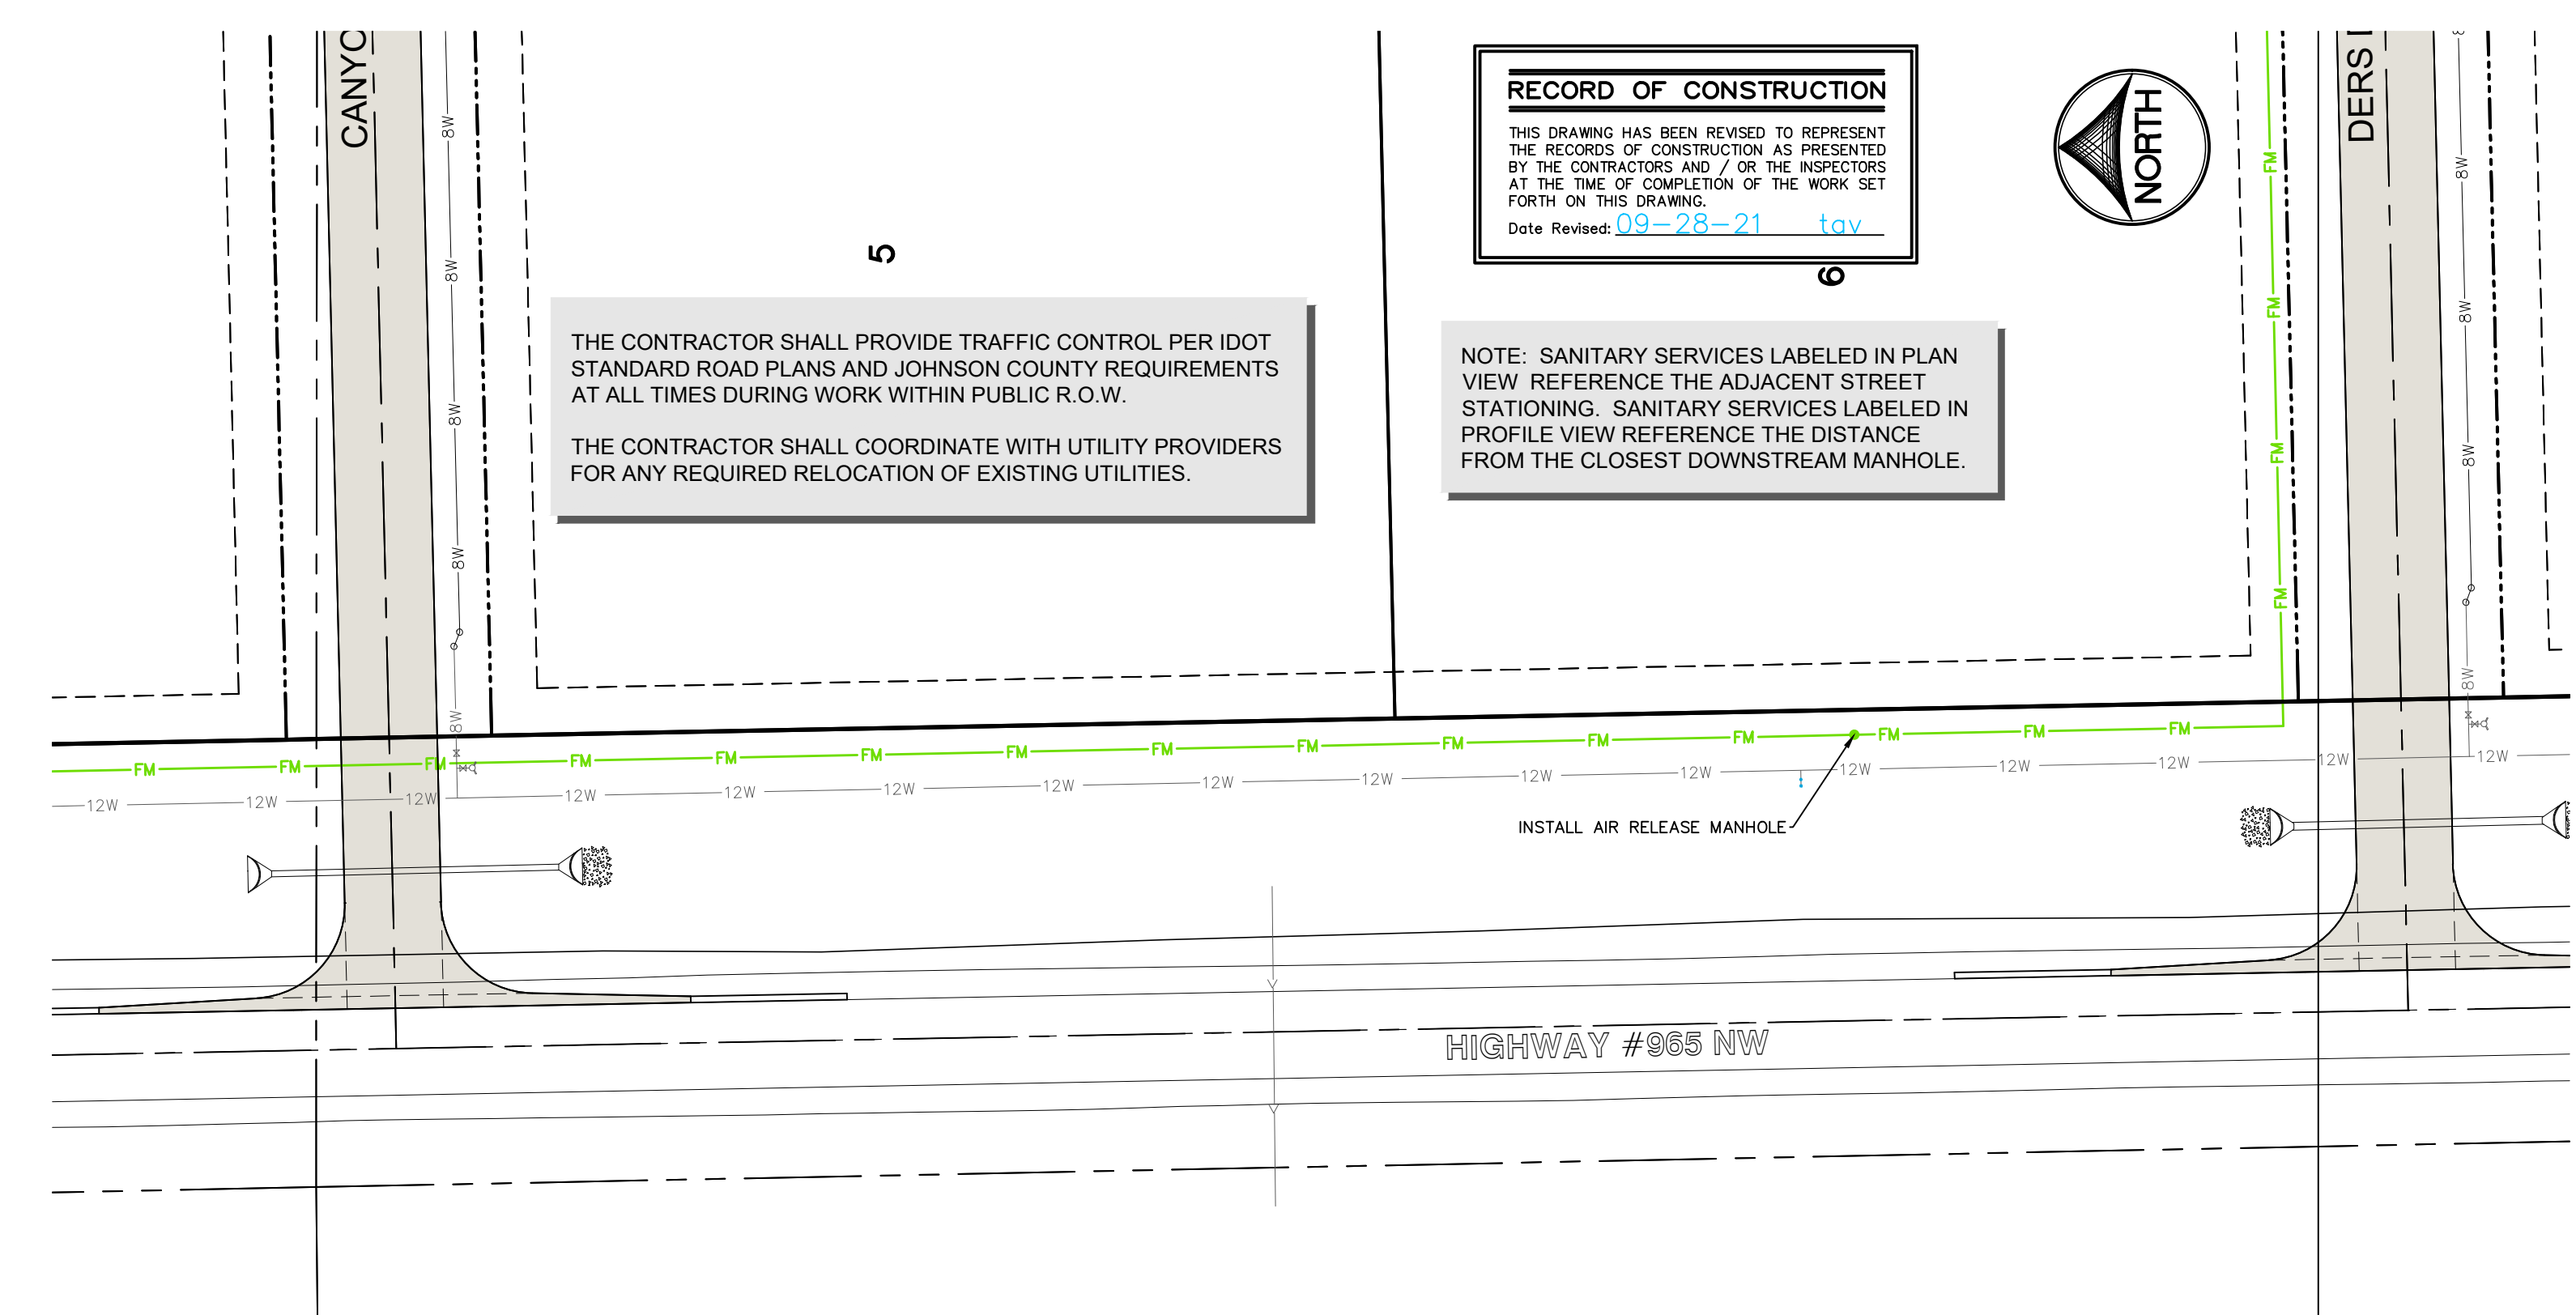 CANYO
DERS D
RECORD OF CONSTRUCTION
THIS DRAWING HAS BEEN REVISED TO REPRESENT
THE RECORDS OF CONSTRUCTION AS PRESENTED
BY THE CONTRACTORS AND / OR THE INSPECTORS
AT THE TIME OF COMPLETION OF THE WORK SET
FORTH ON THIS DRAWING.
Date Revised: 09-28-21 tav
NORTH
5
6
THE CONTRACTOR SHALL PROVIDE TRAFFIC CONTROL PER IDOT
STANDARD ROAD PLANS AND JOHNSON COUNTY REQUIREMENTS
AT ALL TIMES DURING WORK WITHIN PUBLIC R.O.W.
THE CONTRACTOR SHALL COORDINATE WITH UTILITY PROVIDERS
FOR ANY REQUIRED RELOCATION OF EXISTING UTILITIES.
NOTE: SANITARY SERVICES LABELED IN PLAN
VIEW REFERENCE THE ADJACENT STREET
STATIONING. SANITARY SERVICES LABELED IN
PROFILE VIEW REFERENCE THE DISTANCE
FROM THE CLOSEST DOWNSTREAM MANHOLE.
8W
8W
8W
8W
8W
FM
FM
FM
FM
8W
8W
8W
8W
FM FM FM FM FM FM FM FM FM FM FM FM FM FM FM
12W 12W 12W 12W 12W 12W 12W 12W 12W 12W 12W 12W 12W 12W 12W 12W
INSTALL AIR RELEASE MANHOLE
HIGHWAY #965 NW